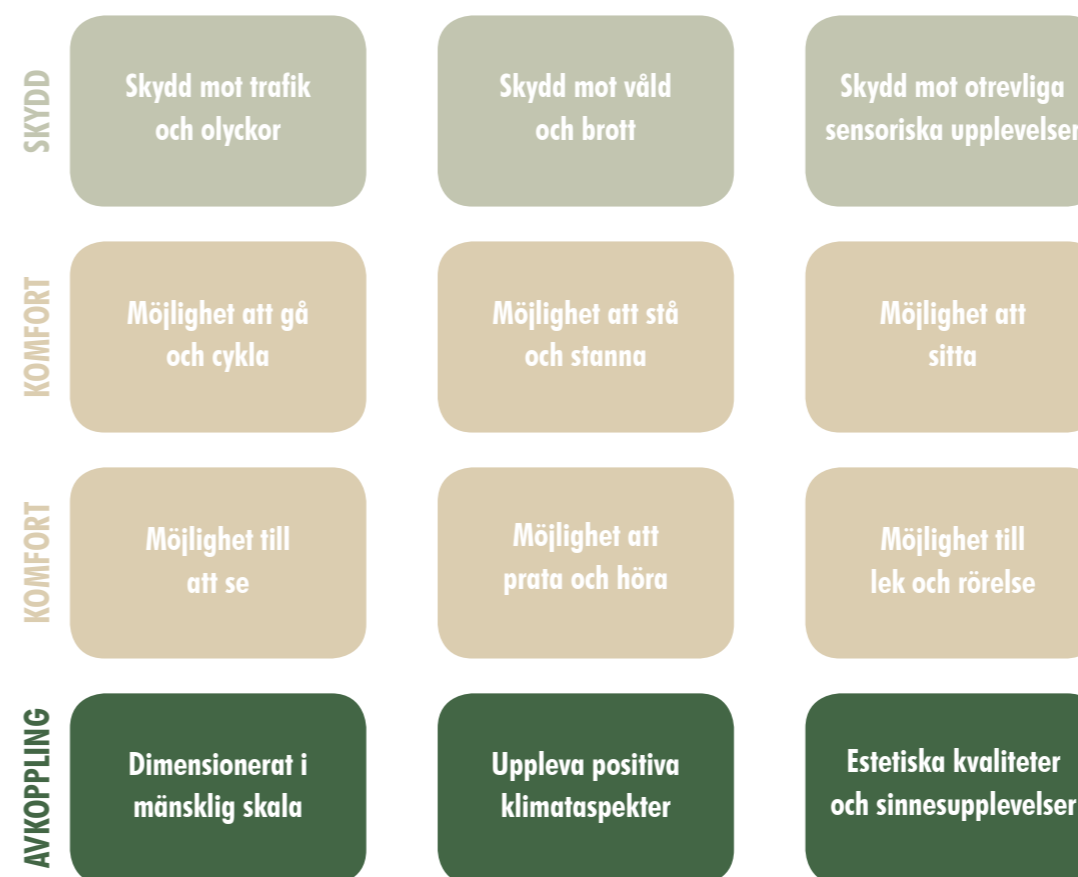 SKYDD
Skydd mot trafik
och olyckor
Skydd mot våld
och brott
Skydd mot otrevliga
sensoriska upplevelser
KOMFORT
Möjlighet att gå
och cykla
Möjlighet att stå
och stanna
Möjlighet att
sitta
KOMFORT
Möjlighet till
att se
Möjlighet att
prata och höra
Möjlighet till
lek och rörelse
AVKOPPLING
Dimensionerat i
mänsklig skala
Uppleva positiva
klimataspekter
Estetiska kvaliteter
och sinnesupplevelser